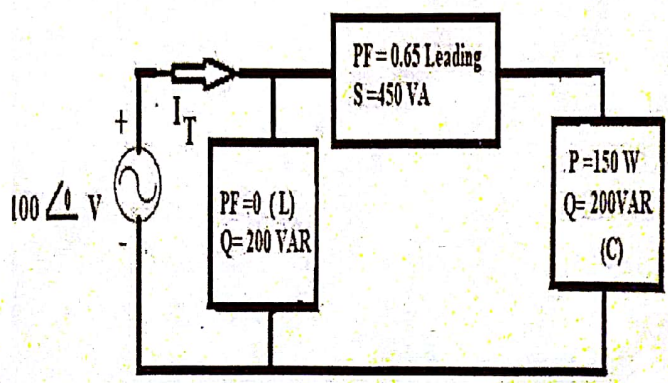 PF = 0.65 Leading
S =450 VA
+
I_T
100 ∠0 V
-
PF=0 (L)
Q= 200 VAR
P =150 W
Q= 200VAR
(C)